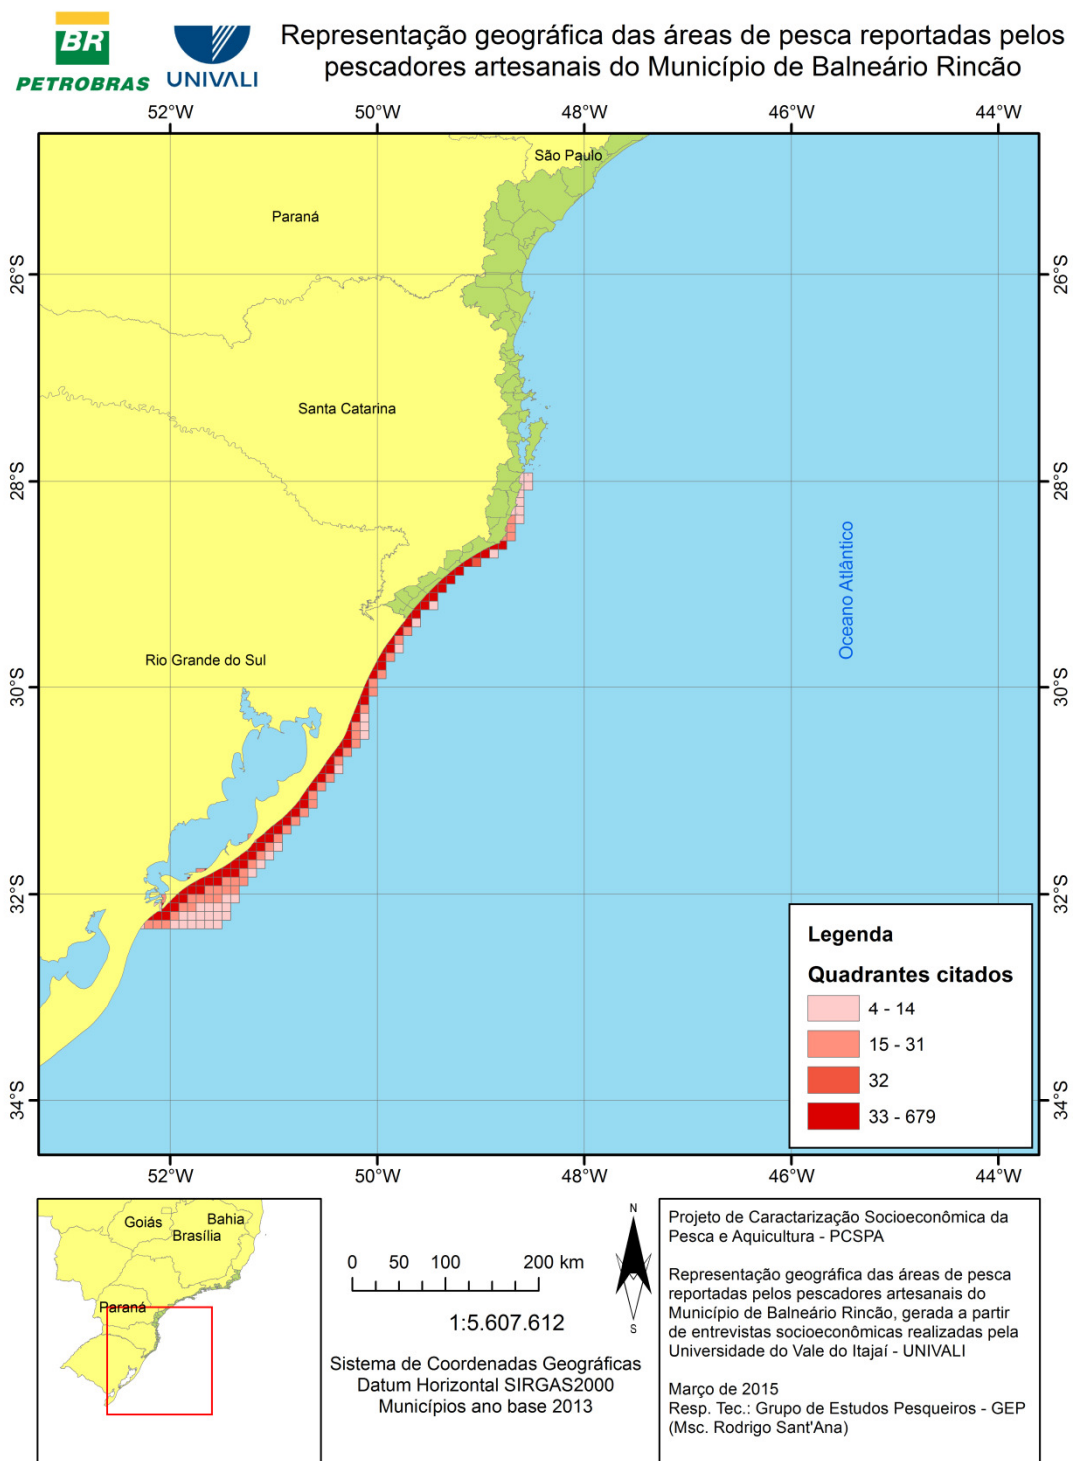 BR
PETROBRAS
UNIVALI
Representação geográfica das áreas de pesca reportadas pelos
pescadores artesanais do Município de Balneário Rincão
52°W 50°W 48°W 46°W 44°W
São Paulo
Paraná
26°S 26°S
Santa Catarina
28°S 28°S
Oceano Atlântico
Rio Grande do Sul
30°S 30°S
32°S 32°S
Legenda
Quadrantes citados
4 - 14
15 - 31
32
33 - 679
34°S 34°S
52°W 50°W 48°W 46°W 44°W
Goiás
Bahia
Brasília
Paraná
0 50 100 200 km
1:5.607.612
Sistema de Coordenadas Geográficas
Datum Horizontal SIRGAS2000
Municípios ano base 2013
N
S
Projeto de Caractarização Socioeconômica da
Pesca e Aquicultura - PCSPA
Representação geográfica das áreas de pesca
reportadas pelos pescadores artesanais do
Município de Balneário Rincão, gerada a partir
de entrevistas socioeconômicas realizadas pela
Universidade do Vale do Itajaí - UNIVALI
Março de 2015
Resp. Tec.: Grupo de Estudos Pesqueiros - GEP
(Msc. Rodrigo Sant'Ana)